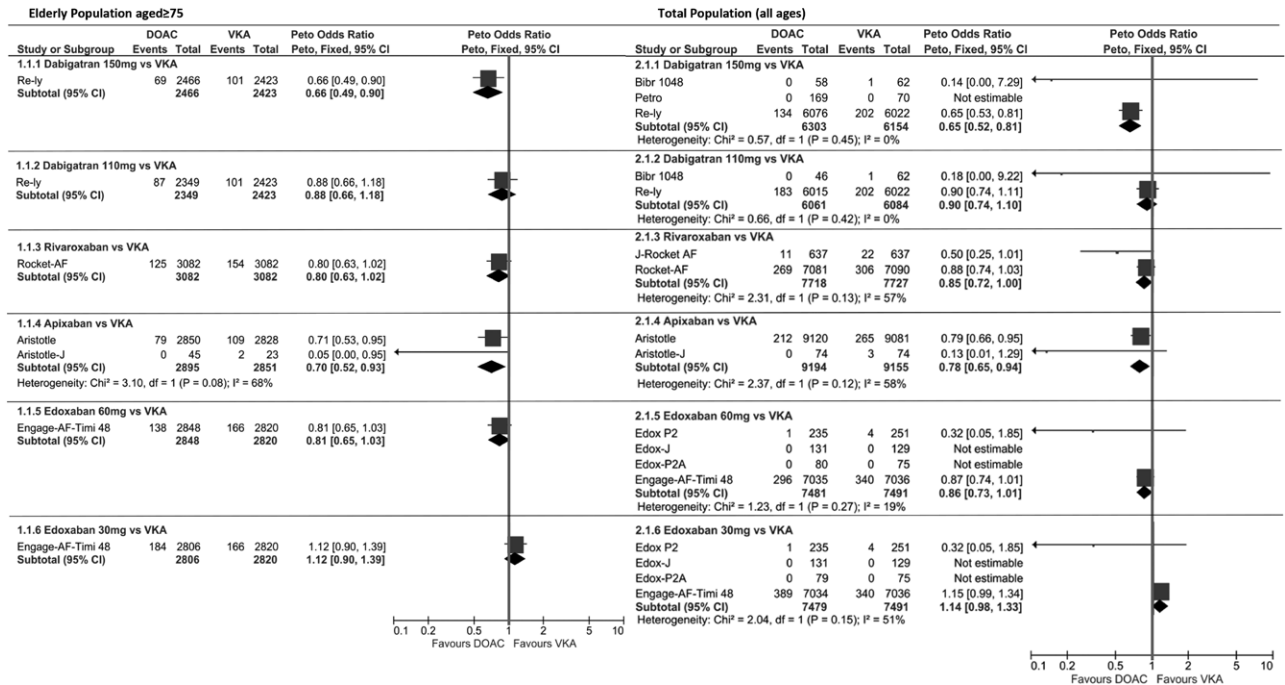 Elderly Population aged≥75
DOAC VKA Peto Odds Ratio Peto Odds Ratio
Study or Subgroup Events Total Events Total Peto, Fixed, 95% CI Peto, Fixed, 95% CI
1.1.1 Dabigatran 150mg vs VKA
Re-ly 69 2466 101 2423 0.66 [0.49, 0.90]
Subtotal (95% CI) 2466 2423 0.66 [0.49, 0.90]
1.1.2 Dabigatran 110mg vs VKA
Re-ly 87 2349 101 2423 0.88 [0.66, 1.18]
Subtotal (95% CI) 2349 2423 0.88 [0.66, 1.18]
1.1.3 Rivaroxaban vs VKA
Rocket-AF 125 3082 154 3082 0.80 [0.63, 1.02]
Subtotal (95% CI) 3082 3082 0.80 [0.63, 1.02]
1.1.4 Apixaban vs VKA
Aristotle 79 2850 109 2828 0.71 [0.53, 0.95]
Aristotle-J 0 45 2 23 0.05 [0.00, 0.95]
Subtotal (95% CI) 2895 2851 0.70 [0.52, 0.93]
Heterogeneity: Chi² = 3.10, df = 1 (P = 0.08); I² = 68%
1.1.5 Edoxaban 60mg vs VKA
Engage-AF-Timi 48 138 2848 166 2820 0.81 [0.65, 1.03]
Subtotal (95% CI) 2848 2820 0.81 [0.65, 1.03]
1.1.6 Edoxaban 30mg vs VKA
Engage-AF-Timi 48 184 2806 166 2820 1.12 [0.90, 1.39]
Subtotal (95% CI) 2806 2820 1.12 [0.90, 1.39]
0.1 0.2 0.5 1 2 5 10
Favours DOAC Favours VKA
Total Population (all ages)
DOAC VKA Peto Odds Ratio Peto Odds Ratio
Study or Subgroup Events Total Events Total Peto, Fixed, 95% CI Peto, Fixed, 95% CI
2.1.1 Dabigatran 150mg vs VKA
Bibr 1048 0 58 1 62 0.14 [0.00, 7.29]
Petro 0 169 0 70 Not estimable
Re-ly 134 6076 202 6022 0.65 [0.53, 0.81]
Subtotal (95% CI) 6303 6154 0.65 [0.52, 0.81]
Heterogeneity: Chi² = 0.57, df = 1 (P = 0.45); I² = 0%
2.1.2 Dabigatran 110mg vs VKA
Bibr 1048 0 46 1 62 0.18 [0.00, 9.22]
Re-ly 183 6015 202 6022 0.90 [0.74, 1.11]
Subtotal (95% CI) 6061 6084 0.90 [0.74, 1.10]
Heterogeneity: Chi² = 0.66, df = 1 (P = 0.42); I² = 0%
2.1.3 Rivaroxaban vs VKA
J-Rocket AF 11 637 22 637 0.50 [0.25, 1.01]
Rocket-AF 269 7081 306 7090 0.88 [0.74, 1.03]
Subtotal (95% CI) 7718 7727 0.85 [0.72, 1.00]
Heterogeneity: Chi² = 2.31, df = 1 (P = 0.13); I² = 57%
2.1.4 Apixaban vs VKA
Aristotle 212 9120 265 9081 0.79 [0.66, 0.95]
Aristotle-J 0 74 3 74 0.13 [0.01, 1.29]
Subtotal (95% CI) 9194 9155 0.78 [0.65, 0.94]
Heterogeneity: Chi² = 2.37, df = 1 (P = 0.12); I² = 58%
2.1.5 Edoxaban 60mg vs VKA
Edox P2 1 235 4 251 0.32 [0.05, 1.85]
Edox-J 0 131 0 129 Not estimable
Edox-P2A 0 80 0 75 Not estimable
Engage-AF-Timi 48 296 7035 340 7036 0.87 [0.74, 1.01]
Subtotal (95% CI) 7481 7491 0.86 [0.73, 1.01]
Heterogeneity: Chi² = 1.23, df = 1 (P = 0.27); I² = 19%
2.1.6 Edoxaban 30mg vs VKA
Edox P2 1 235 4 251 0.32 [0.05, 1.85]
Edox-J 0 131 0 129 Not estimable
Edox-P2A 0 79 0 75 Not estimable
Engage-AF-Timi 48 389 7034 340 7036 1.15 [0.99, 1.34]
Subtotal (95% CI) 7479 7491 1.14 [0.98, 1.33]
Heterogeneity: Chi² = 2.04, df = 1 (P = 0.15); I² = 51%
0.1 0.2 0.5 1 2 5 10
Favours DOAC Favours VKA